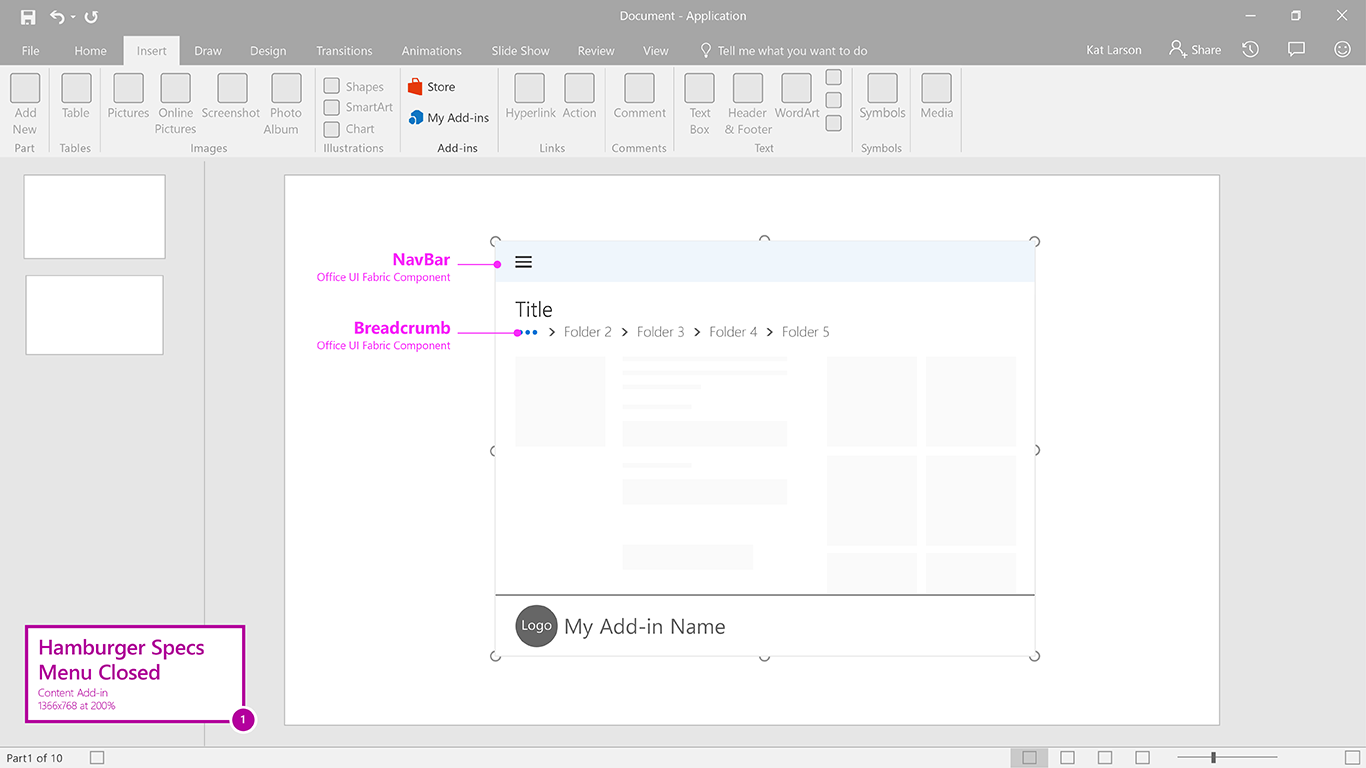 Document - Application
File Home Insert Draw Design Transitions Animations Slide Show Review View Tell me what you want to do Kat Larson Share
Add New
Table
Pictures
Online Pictures
Screenshot
Photo Album
Shapes
SmartArt
Chart
Store
My Add-ins
Hyperlink
Action
Comment
Text Box
Header & Footer
WordArt
Symbols
Media
Part Tables Images Illustrations Add-ins Links Comments Text Symbols
NavBar
Office UI Fabric Component
Title
Breadcrumb
Office UI Fabric Component
Folder 2 Folder 3 Folder 4 Folder 5
Logo My Add-in Name
Hamburger Specs
Menu Closed
Content Add-in
1366x768 at 200%
1
Part1 of 10